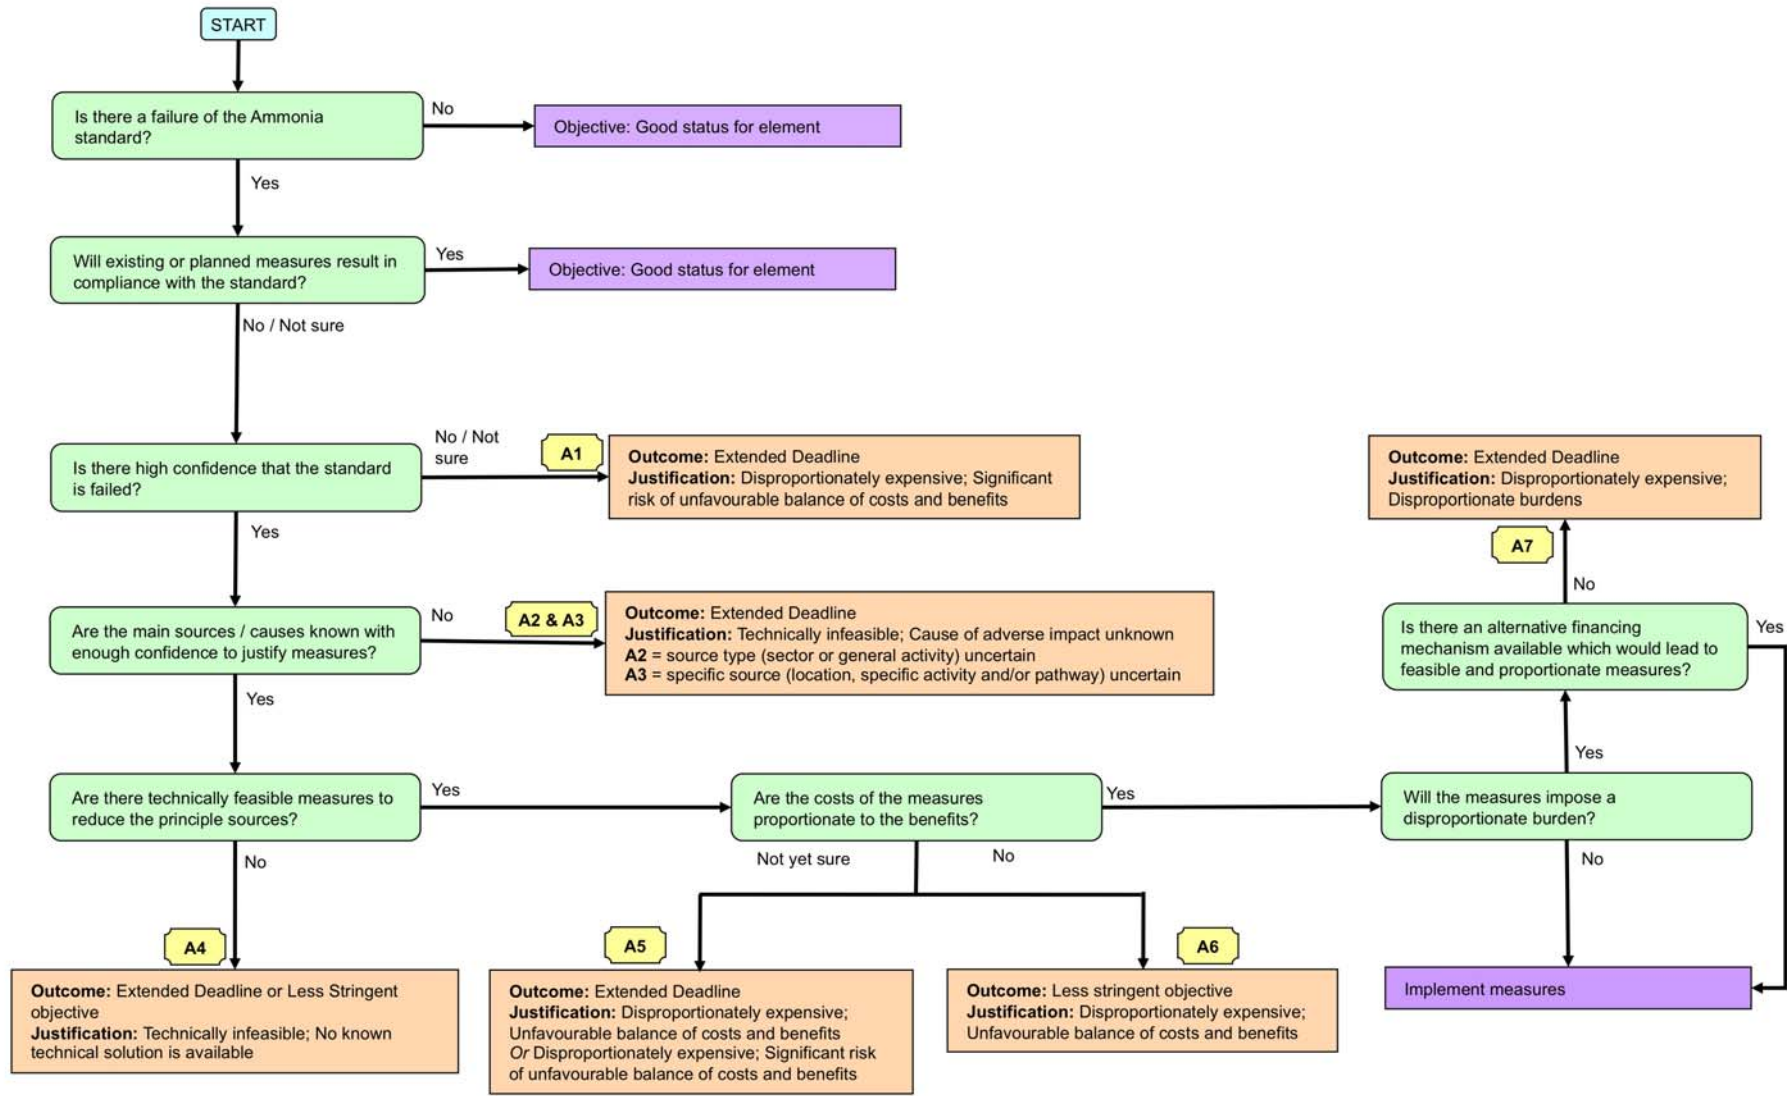 START
Is there a failure of the Ammonia
standard?
No
Objective: Good status for element
Yes
Will existing or planned measures result in
compliance with the standard?
Yes
Objective: Good status for element
No / Not sure
Is there high confidence that the standard
is failed?
No / Not
sure
A1
Outcome: Extended Deadline
Justification: Disproportionately expensive; Significant
risk of unfavourable balance of costs and benefits
Yes
Are the main sources / causes known with
enough confidence to justify measures?
No
A2 & A3
Outcome: Extended Deadline
Justification: Technically infeasible; Cause of adverse impact unknown
A2 = source type (sector or general activity) uncertain
A3 = specific source (location, specific activity and/or pathway) uncertain
Yes
Are there technically feasible measures to
reduce the principle sources?
No
A4
Outcome: Extended Deadline or Less Stringent
objective
Justification: Technically infeasible; No known
technical solution is available
Yes
Are the costs of the measures
proportionate to the benefits?
Not yet sure
A5
Outcome: Extended Deadline
Justification: Disproportionately expensive;
Unfavourable balance of costs and benefits
Or Disproportionately expensive; Significant risk
of unfavourable balance of costs and benefits
No
A6
Outcome: Less stringent objective
Justification: Disproportionately expensive;
Unfavourable balance of costs and benefits
Yes
Will the measures impose a
disproportionate burden?
No
Implement measures
Yes
Is there an alternative financing
mechanism available which would lead to
feasible and proportionate measures?
Yes
No
A7
Outcome: Extended Deadline
Justification: Disproportionately expensive;
Disproportionate burdens